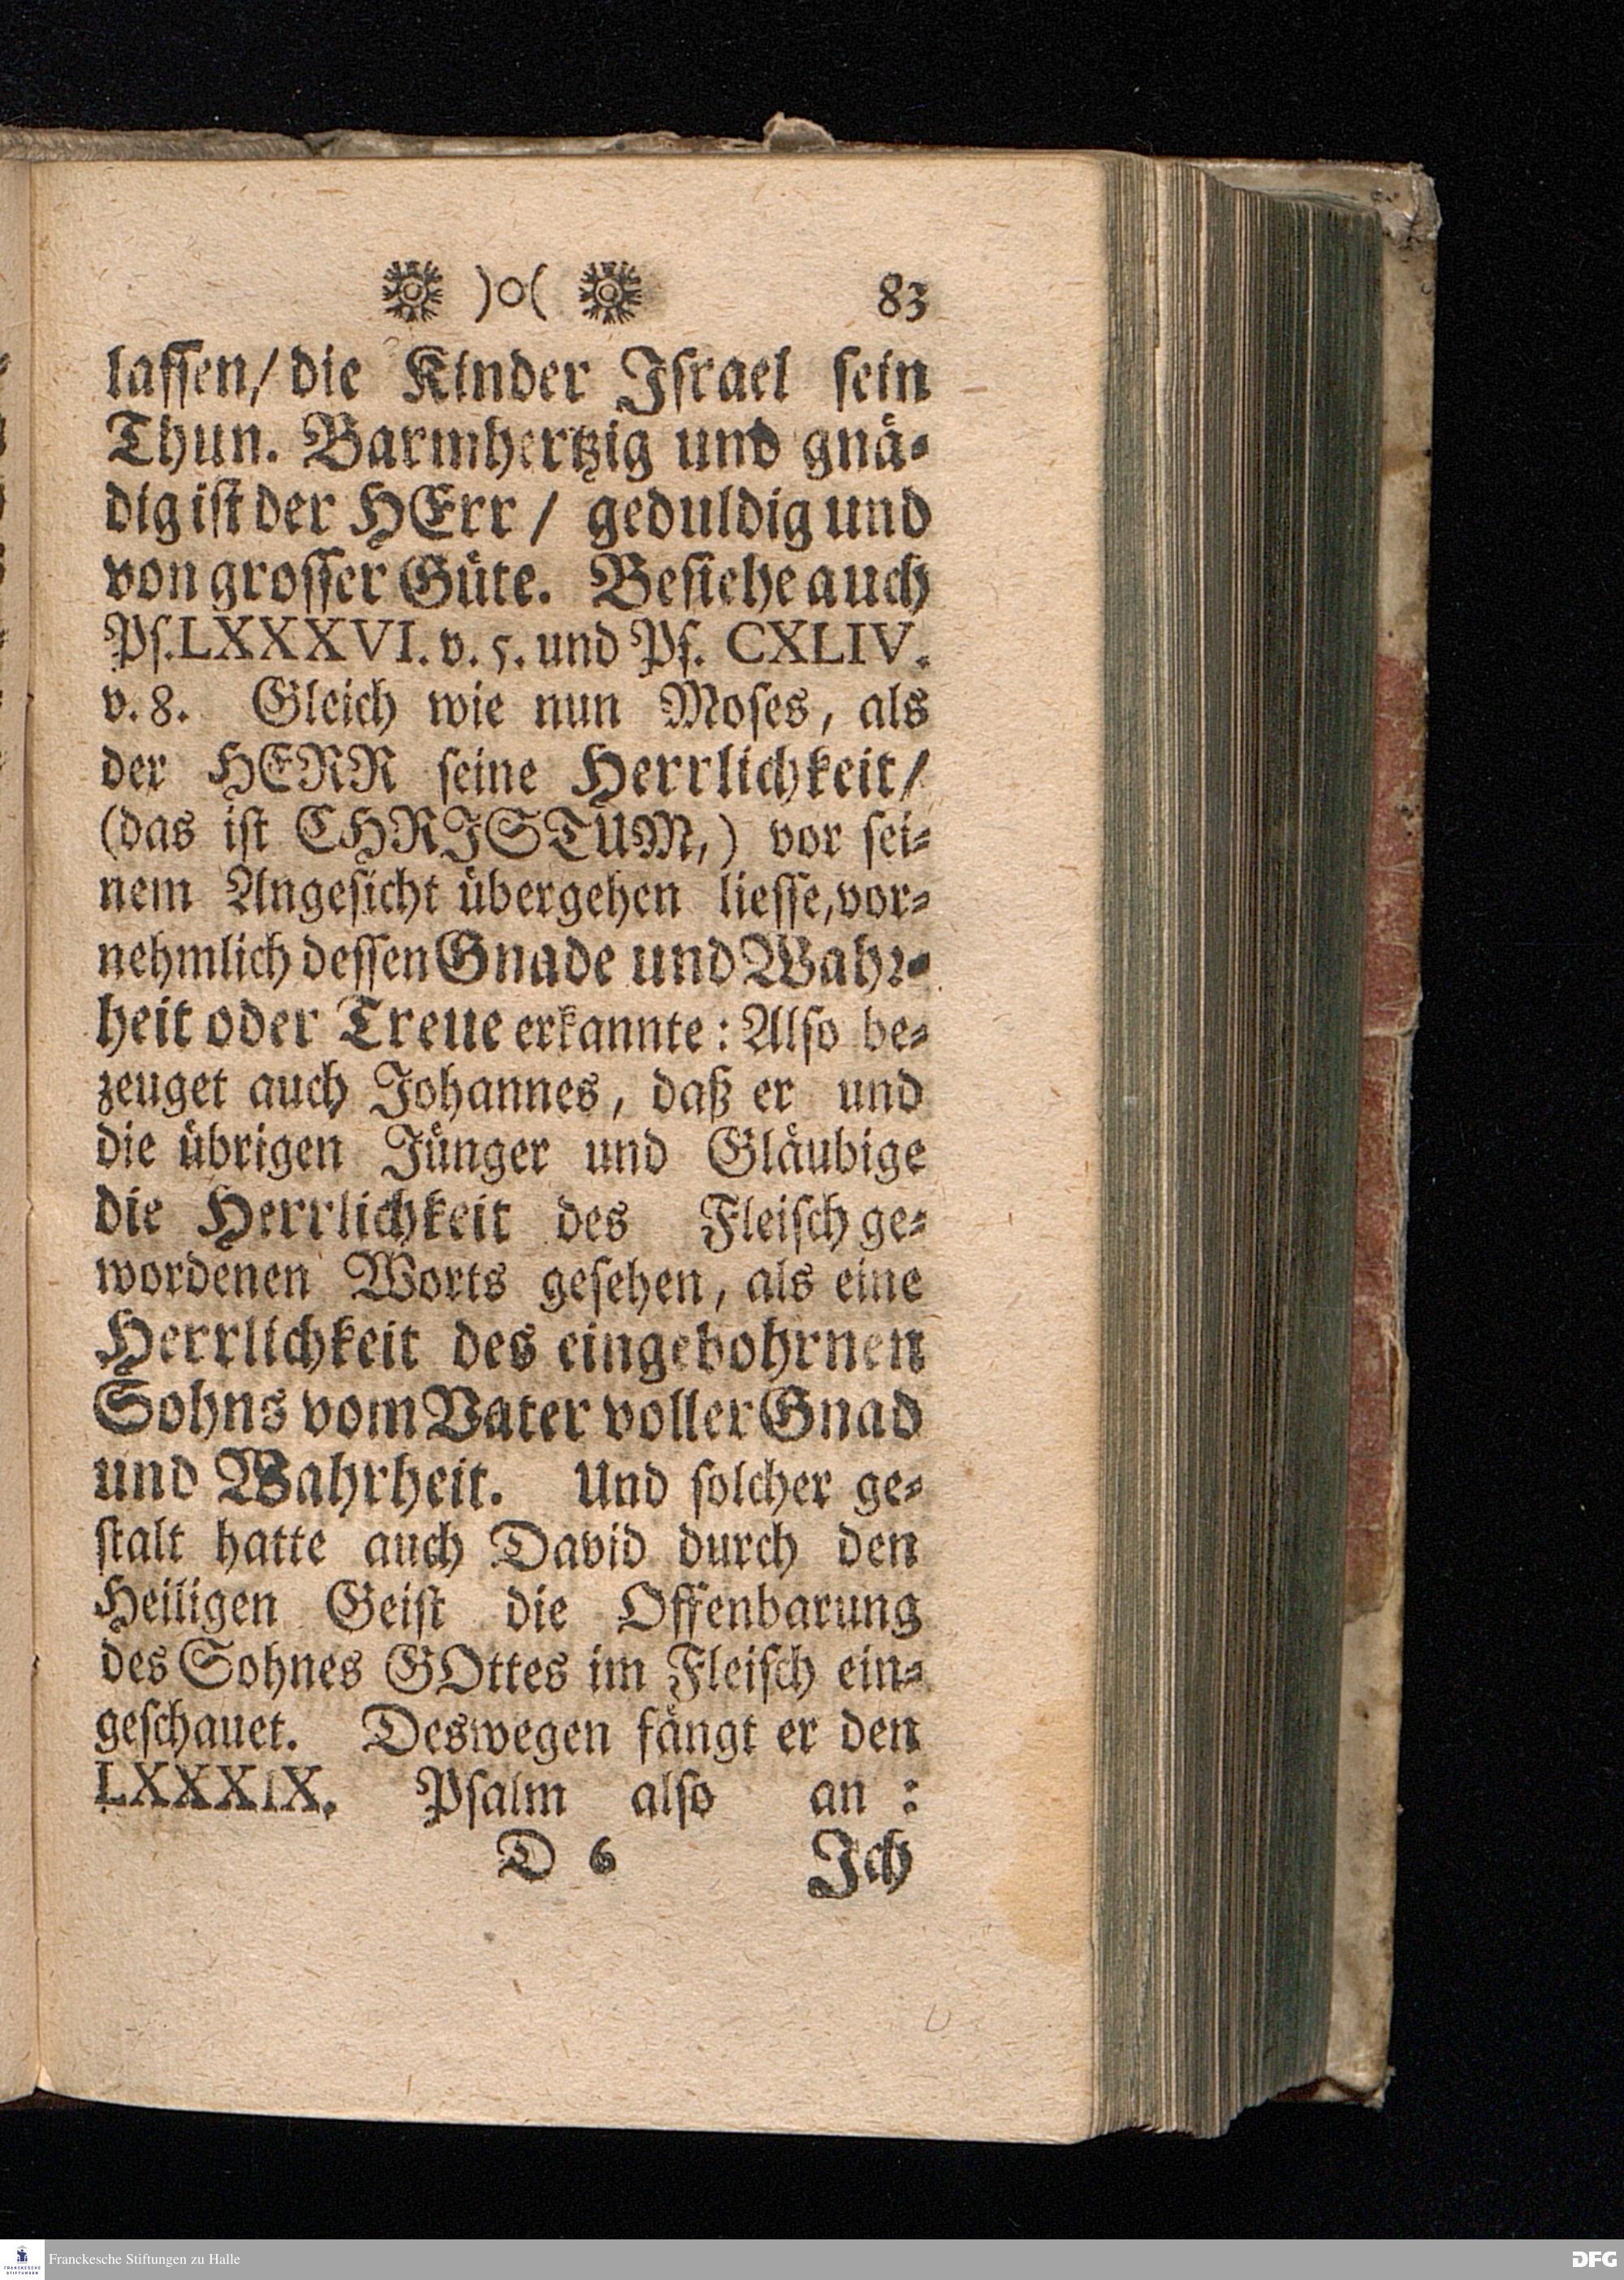 )o( 83
lassen/ die Kinder Israel sein
Thun. Barmhertzig und gnä-
dig ist der HErr / geduldig und
von grosser Güte. Besiehe auch
Ps. LXXXVI. v. 5. und Ps. CXLIV.
v. 8. Gleich wie nun Moses, als
der HERR seine Herrlichkeit/
(das ist CHRISTUM,) vor sei-
nem Angesicht übergehen liesse, vor-
nehmlich dessen Gnade und Wahr-
heit oder Treue erkannte: Also be-
zeuget auch Johannes, daß er und
die übrigen Jünger und Gläubige
die Herrlichkeit des Fleisch ge-
wordenen Worts gesehen, als eine
Herrlichkeit des eingebohrnen
Sohns vom Vater voller Gnad
und Wahrheit. Und solcher ge-
stalt hatte auch David durch den
Heiligen Geist die Offenbarung
des Sohnes GOttes im Fleisch ein-
geschauet. Deswegen fängt er den
LXXXIX. Psalm also an :
D 6 Ich
Franckesche Stiftungen zu Halle
DFG